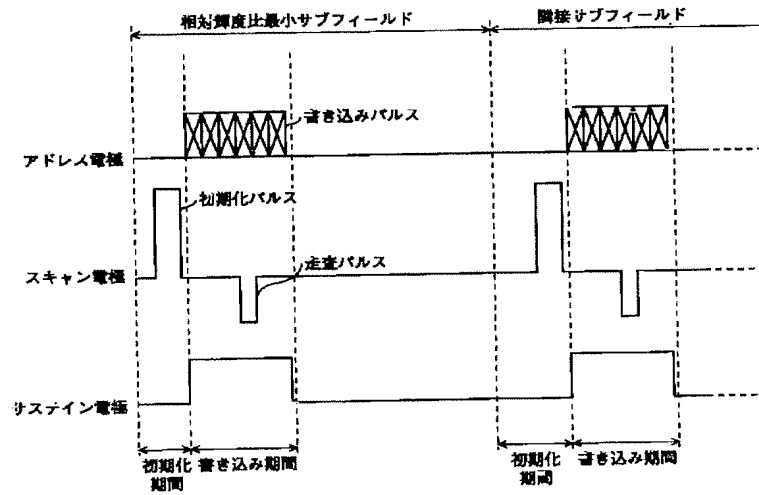 相対輝度比最小サブフィールド
隣接サブフィールド
書き込みパルス
アドレス電極
初期化パルス
スキャン電極
走査パルス
サステイン電極
初期化
期間
書き込み期間
初期化
期間
書き込み期間